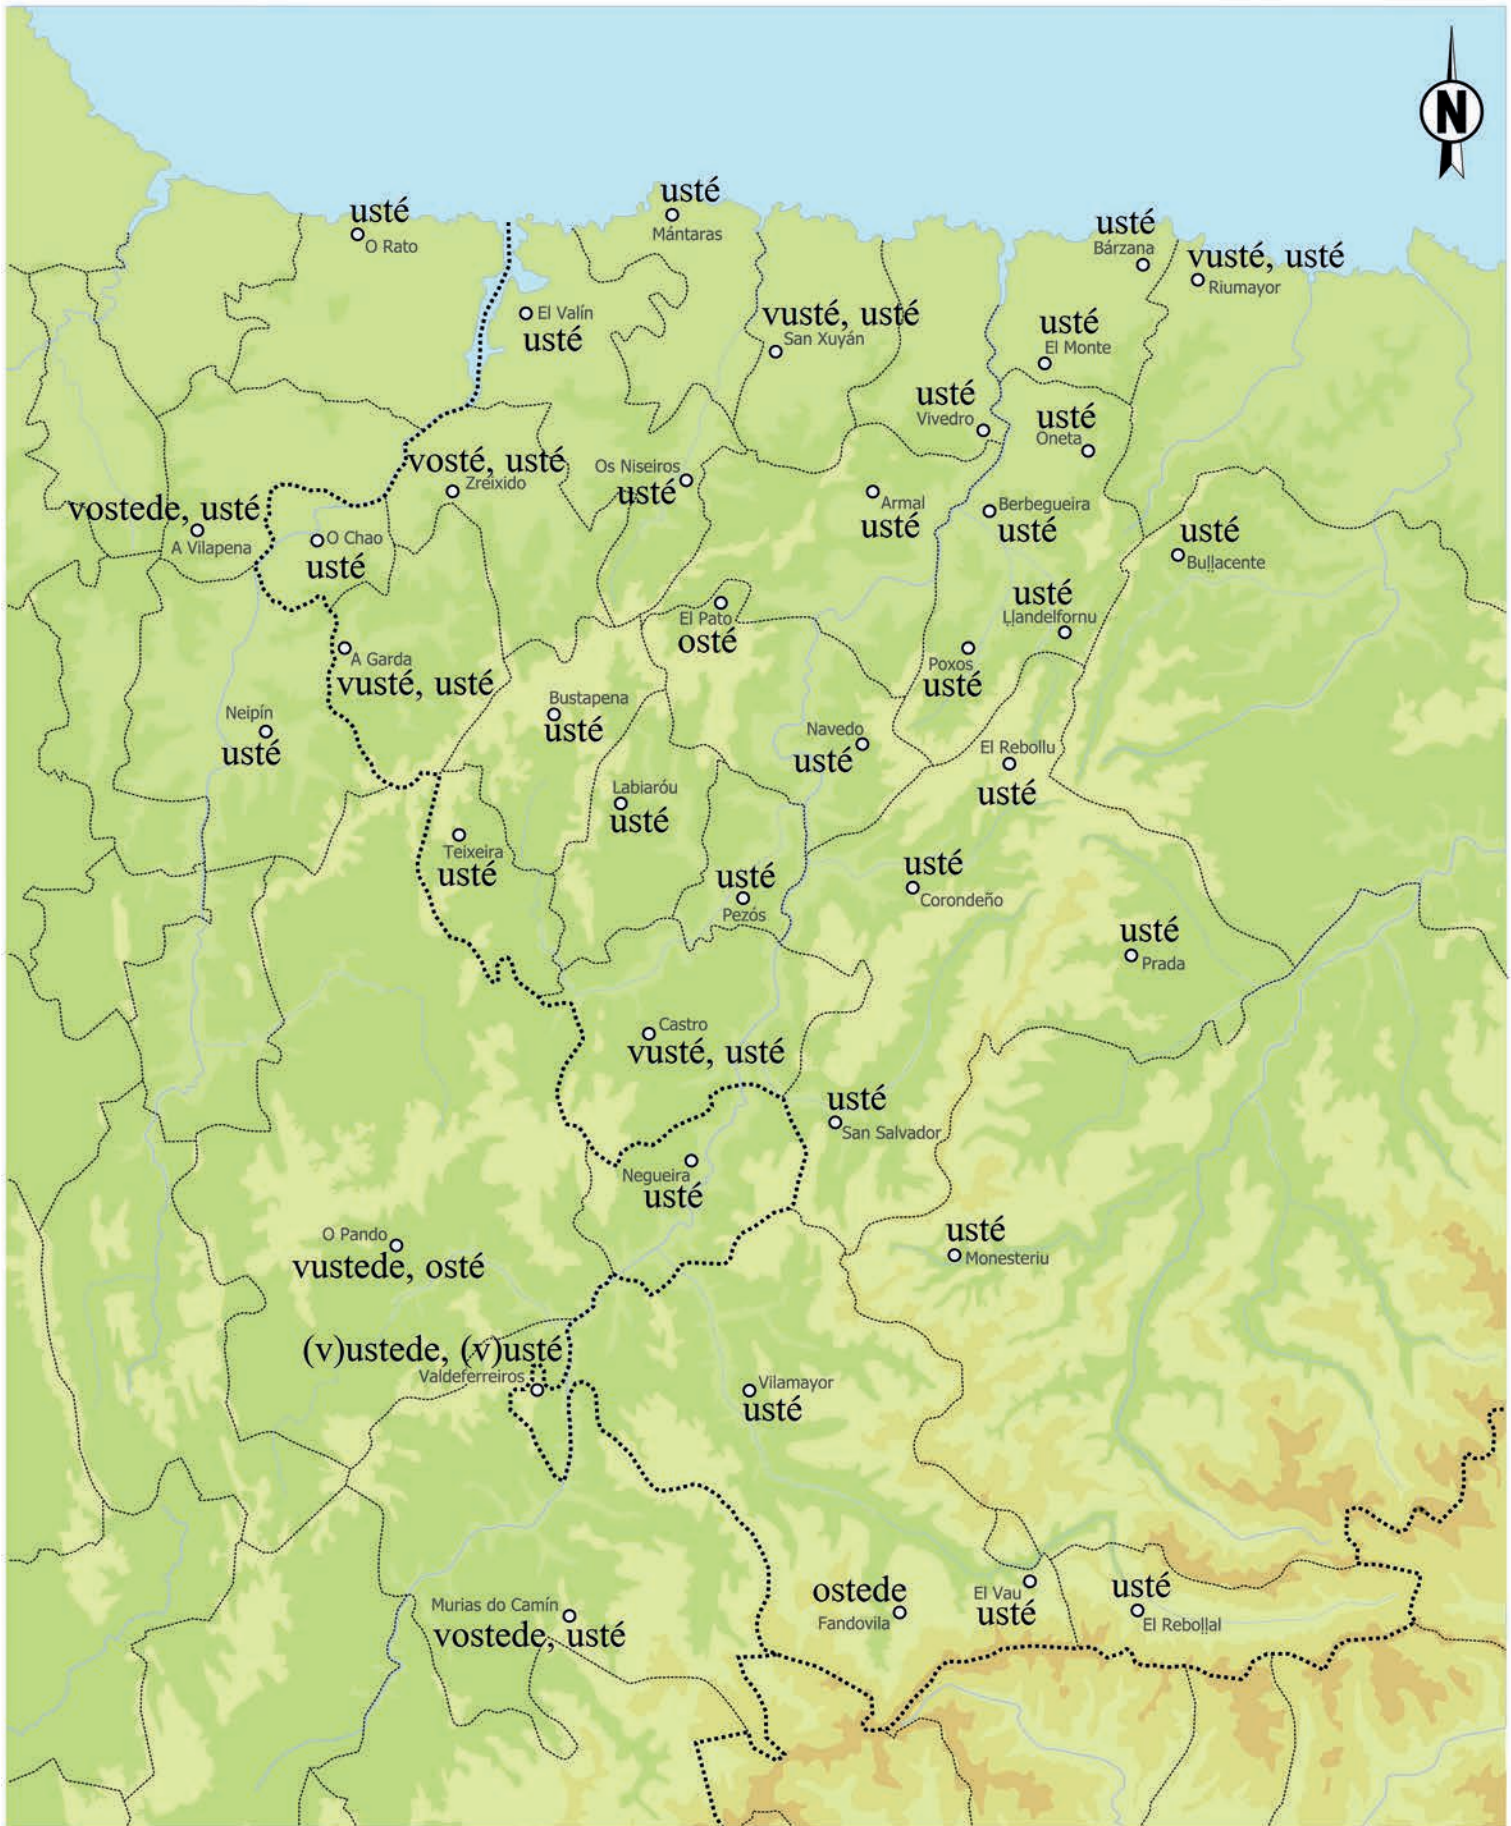 N
usté
O Rato
usté
Mántaras
usté
Bárzana
vusté, usté
Riumayor
El Valín
usté
vusté, usté
San Xuyán
usté
El Monte
usté
Vivedro
usté
Oneta
vosté, usté
Zreixido
Os Niseiros
usté
Armal
usté
Berbegueira
usté
vostede, usté
A Vilapena
O Chao
usté
usté
Buḷḷacente
usté
Ḷḷandelfornu
El Pato
osté
A Garda
vusté, usté
Poxos
usté
Bustapena
usté
Neipín
usté
Navedo
usté
El Rebollu
usté
Labiaróu
usté
Teixeira
usté
usté
Pezós
usté
Corondeño
usté
Prada
Castro
vusté, usté
usté
San Salvador
Negueira
usté
O Pando
vustede, osté
usté
Monesteriu
(v)ustede, (v)usté
Valdeferreiros
Vilamayor
usté
ostede
Fandovila
El Vau
usté
usté
El Reboḷḷal
Murias do Camín
vostede, usté